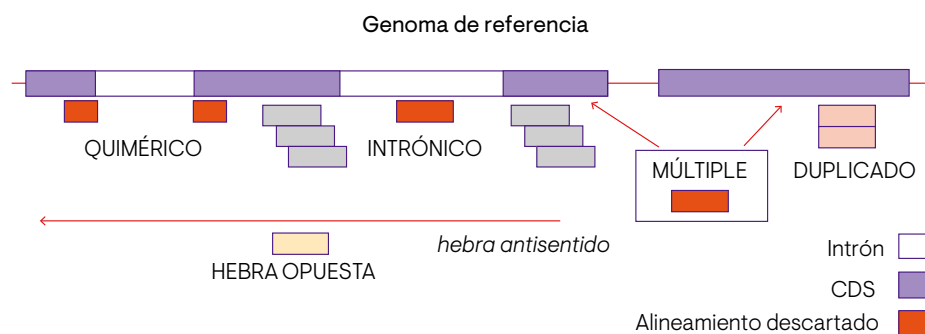 Genoma de referencia
QUIMÉRICO
INTRÓNICO
MÚLTIPLE
DUPLICADO
hebra antisentido
HEBRA OPUESTA
Intrón
CDS
Alineamiento descartado